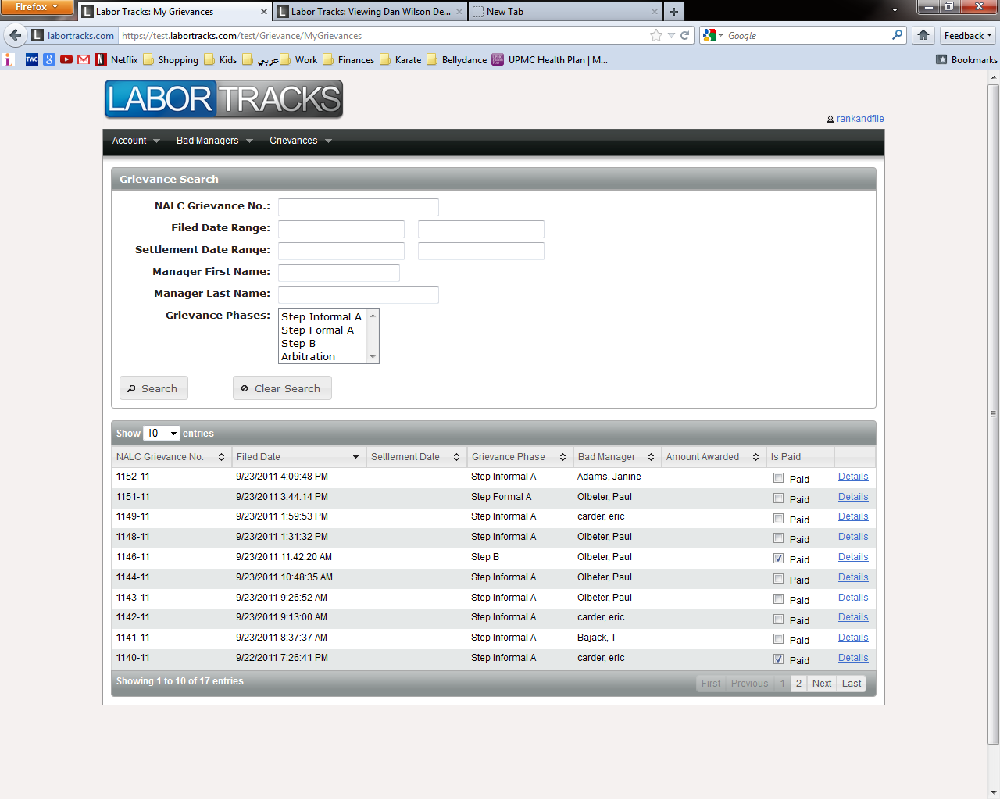 Firefox
Labor Tracks: My Grievances
Labor Tracks: Viewing Dan Wilson De...
New Tab
labortracks.com
https://test.labortracks.com/test/Grievance/MyGrievances
Google
Feedback
TWC
Netflix
Shopping
Kids
عربي
Work
Finances
Karate
Bellydance
UPMC Health Plan | M...
Bookmarks
LABOR TRACKS
rankandfile
Account Bad Managers Grievances
Grievance Search
NALC Grievance No.:
Filed Date Range: -
Settlement Date Range: -
Manager First Name:
Manager Last Name:
Grievance Phases:
Step Informal A
Step Formal A
Step B
Arbitration
Search Clear Search
Show 10 entries
NALC Grievance No. Filed Date Settlement Date Grievance Phase Bad Manager Amount Awarded Is Paid
1152-11 9/23/2011 4:09:48 PM Step Informal A Adams, Janine Paid Details
1151-11 9/23/2011 3:44:14 PM Step Formal A Olbeter, Paul Paid Details
1149-11 9/23/2011 1:59:53 PM Step Informal A carder, eric Paid Details
1148-11 9/23/2011 1:31:32 PM Step Informal A Olbeter, Paul Paid Details
1146-11 9/23/2011 11:42:20 AM Step B Olbeter, Paul Paid Details
1144-11 9/23/2011 10:48:35 AM Step Informal A Olbeter, Paul Paid Details
1143-11 9/23/2011 9:26:52 AM Step Informal A Olbeter, Paul Paid Details
1142-11 9/23/2011 9:13:00 AM Step Informal A carder, eric Paid Details
1141-11 9/23/2011 8:37:37 AM Step Informal A Bajack, T Paid Details
1140-11 9/22/2011 7:26:41 PM Step Informal A carder, eric Paid Details
Showing 1 to 10 of 17 entries
First Previous 1 2 Next Last